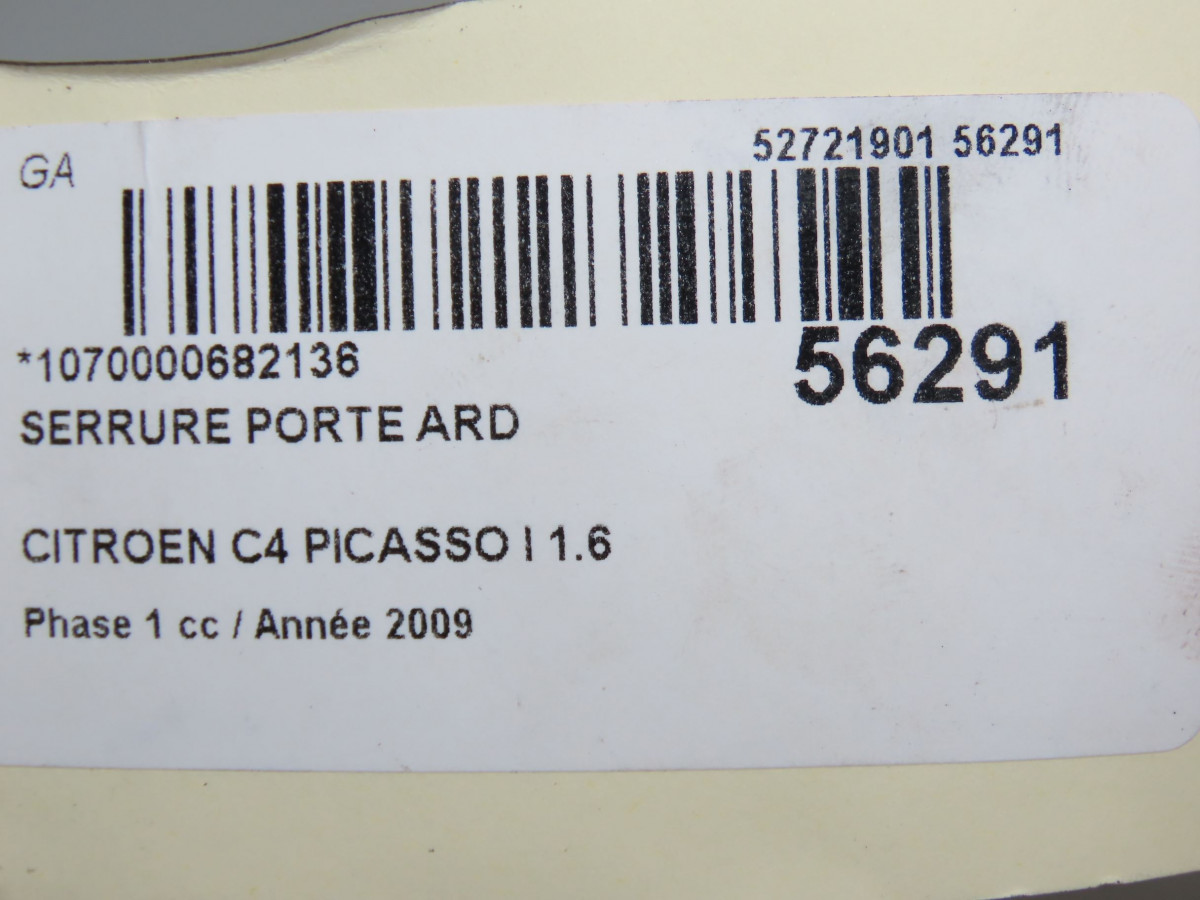 GA
52721901 56291
*1070000682136
56291
SERRURE PORTE ARD
CITROEN C4 PICASSO I 1.6
Phase 1 cc / Année 2009